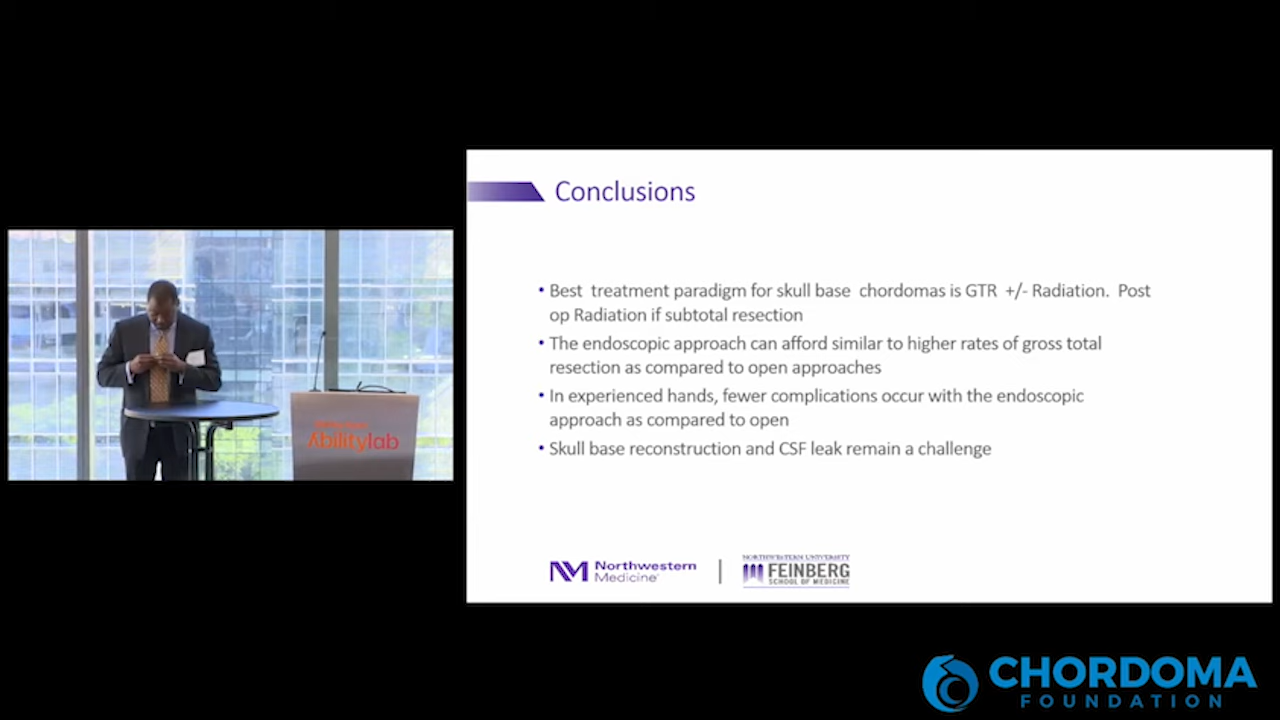 Conclusions
• Best treatment paradigm for skull base chordomas is GTR +/- Radiation. Post
op Radiation if subtotal resection
• The endoscopic approach can afford similar to higher rates of gross total
resection as compared to open approaches
• In experienced hands, fewer complications occur with the endoscopic
approach as compared to open
• Skull base reconstruction and CSF leak remain a challenge
Abilitylab
NM Northwestern
Medicine
NORTHWESTERN UNIVERSITY
FEINBERG
SCHOOL OF MEDICINE
CHORDOMA
FOUNDATION